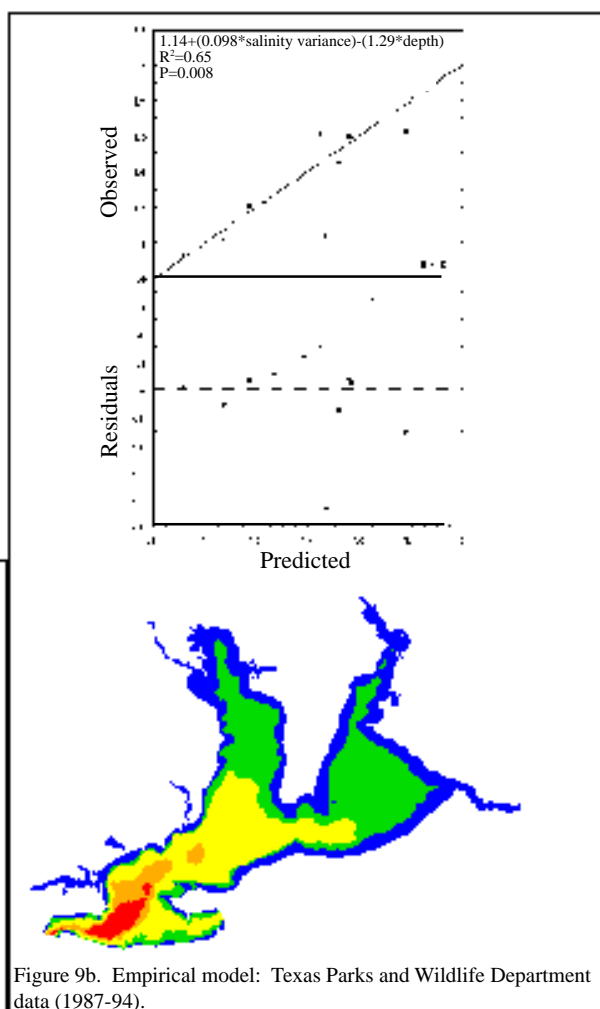 1.14+(0.098*salinity variance)-(1.29*depth)
R²=0.65
P=0.008
Observed
Residuals
Predicted
Figure 9b. Empirical model: Texas Parks and Wildlife Department
data (1987-94).